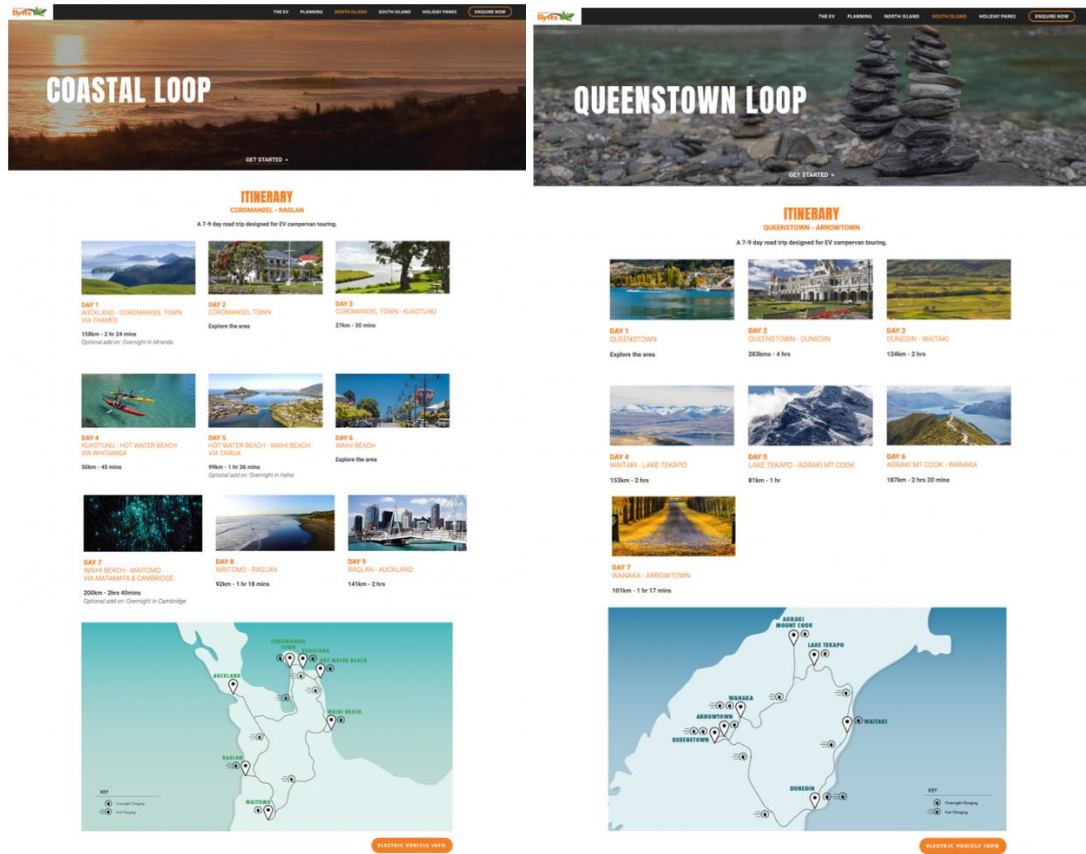 THE EV PLANNING NORTH ISLAND SOUTH ISLAND HOLIDAY PARKS ENQUIRE NOW
COASTAL LOOP
GET STARTED >
ITINERARY
COROMANDEL - RAGLAN
A 7-9 day road trip designed for EV campervan touring.
DAY 1
AUCKLAND - COROMANDEL TOWN
VIA THAMES
158km - 2 hr 24 mins
Optional add on: Overnight in Miranda
DAY 2
COROMANDEL TOWN
Explore the area
DAY 3
COROMANDEL TOWN - KUAOTUNU
27km - 30 mins
DAY 4
KUAOTUNU - HOT WATER BEACH
VIA WHITIANGA
50km - 45 mins
DAY 5
HOT WATER BEACH - WAIHI BEACH
VIA TAIRUA
99km - 1 hr 36 mins
Optional add on: Overnight in Hahei
DAY 6
WAIHI BEACH
Explore the area
DAY 7
WAIHI BEACH - WAITOMO
VIA MATAMATA & CAMBRIDGE
200km - 2hrs 40mins
Optional add on: Overnight in Cambridge
DAY 8
WAITOMO - RAGLAN
92km - 1 hr 18 mins
DAY 9
RAGLAN - AUCKLAND
141km - 2 hrs
COROMANDEL
TOWN
HOT WATER BEACH
AUCKLAND
WAIHI BEACH
RAGLAN
WAITOMO
KEY
Overnight Charging
Fast Charging
ELECTRIC VEHICLE INFO
THE EV PLANNING NORTH ISLAND SOUTH ISLAND HOLIDAY PARKS ENQUIRE NOW
QUEENSTOWN LOOP
GET STARTED >
ITINERARY
QUEENSTOWN - ARROWTOWN
A 7-9 day road trip designed for EV campervan touring.
DAY 1
QUEENSTOWN
Explore the area
DAY 2
QUEENSTOWN - DUNEDIN
283kms - 4 hrs
DAY 3
DUNEDIN - WAITAKI
134km - 2 hrs
DAY 4
WAITAKI - LAKE TEKAPO
153km - 2 hrs
DAY 5
LAKE TEKAPO - AORAKI MT COOK
81km - 1 hr
DAY 6
AORAKI MT COOK - WANAKA
187km - 2 hrs 20 mins
DAY 7
WANAKA - ARROWTOWN
101km - 1 hr 17 mins
AORAKI
MOUNT COOK
LAKE TEKAPO
WANAKA
ARROWTOWN
WAITAKI
QUEENSTOWN
DUNEDIN
KEY
Overnight Charging
Fast Charging
ELECTRIC VEHICLE INFO